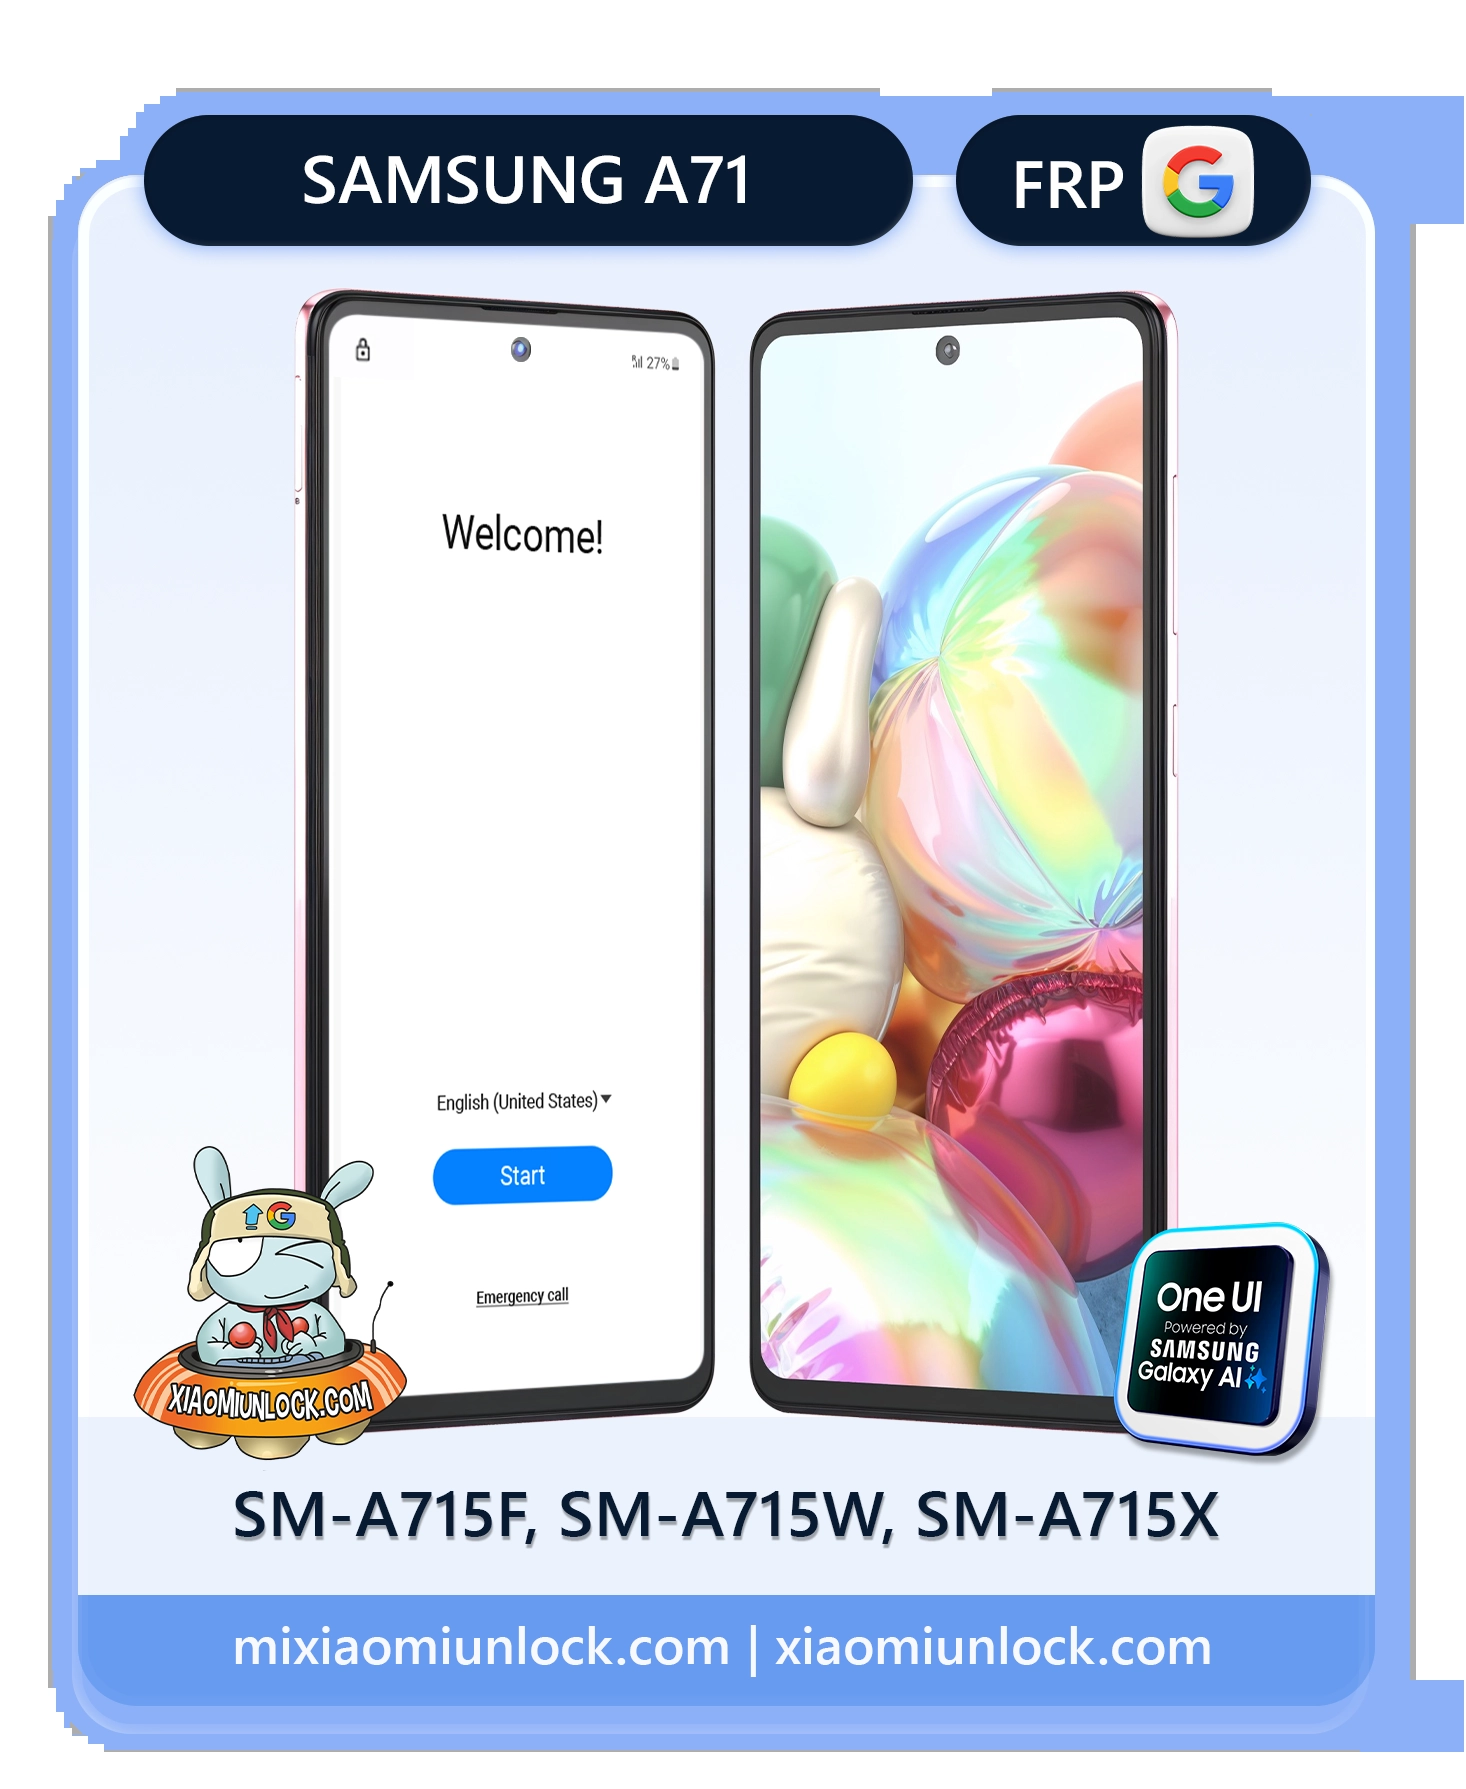 SAMSUNG A71
FRP G
27%
Welcome!
English (United States)
Start
Emergency call
G
XIAOMIUNLOCK.COM
One UI
Powered by
SAMSUNG
Galaxy AI
SM-A715F, SM-A715W, SM-A715X
mixiaomiunlock.com | xiaomiunlock.com